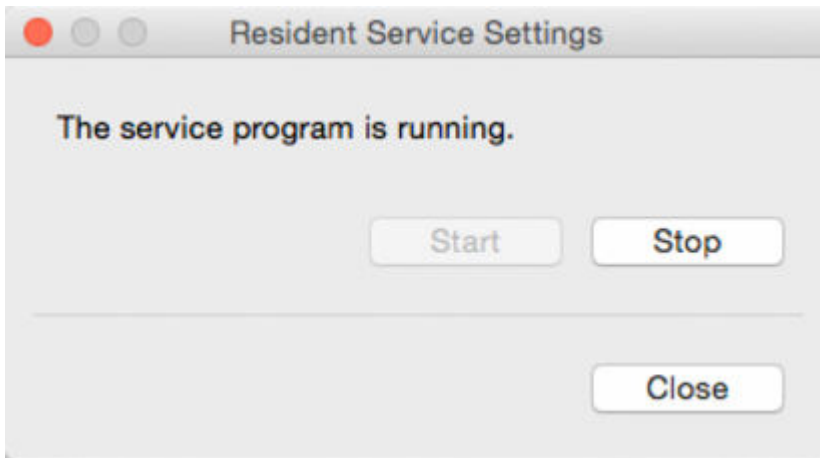 Resident Service Settings
The service program is running.
Start Stop
Close